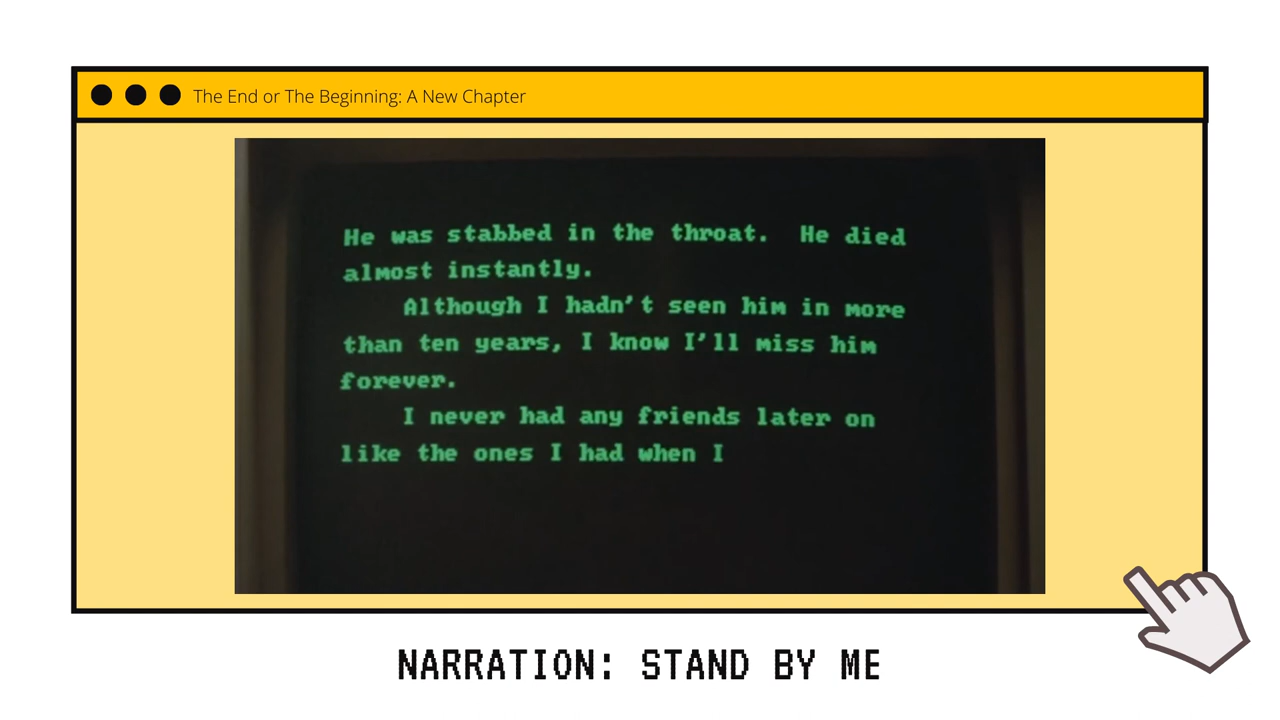 The End or The Beginning: A New Chapter
He was stabbed in the throat.  He died
almost instantly.
Although I hadn't seen him in more
than ten years, I know I'll miss him
forever.
I never had any friends later on
like the ones I had when I
NARRATION: STAND BY ME